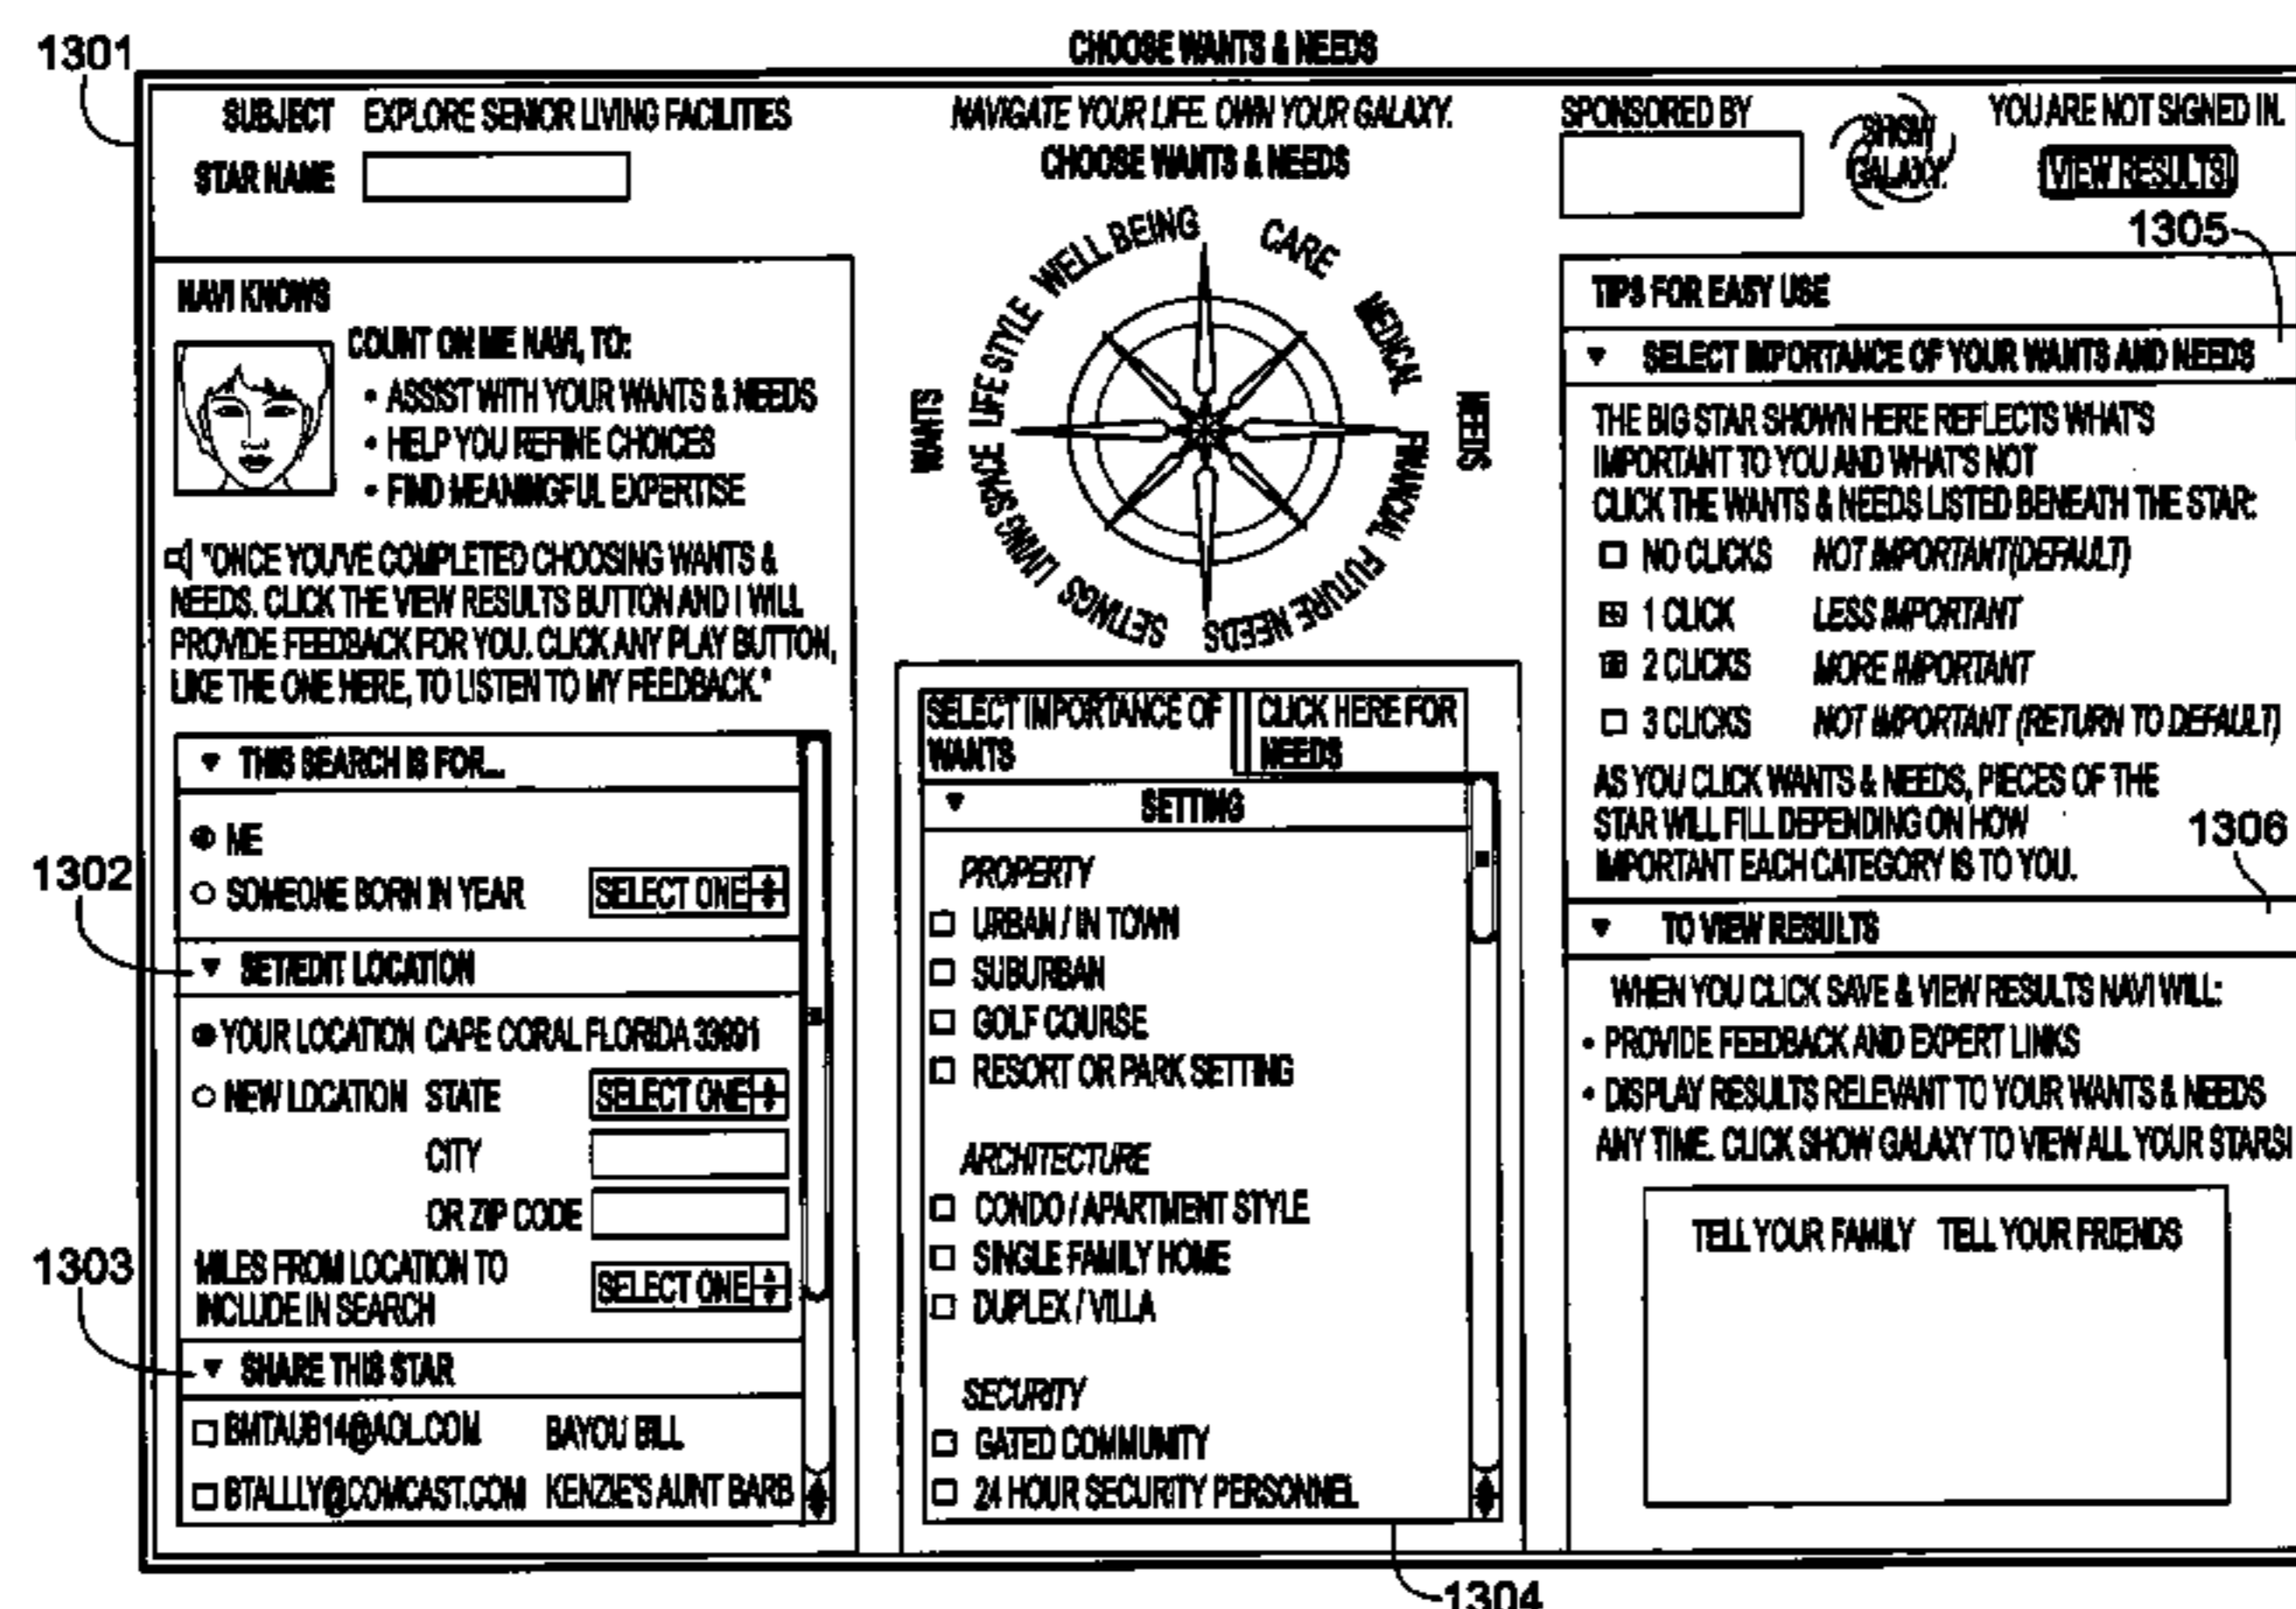 CHOOSE WANTS & NEEDS
1301
SUBJECT EXPLORE SENIOR LIVING FACILITIES
STAR NAME
NAVIGATE YOUR LIFE. OWN YOUR GALAXY.
CHOOSE WANTS & NEEDS
SPONSORED BY
SHOW
GALAXY.
YOU ARE NOT SIGNED IN.
VIEW RESULTS!
1305
NAVI KNOWS
COUNT ON ME NAVI, TO:
• ASSIST WITH YOUR WANTS & NEEDS
• HELP YOU REFINE CHOICES
• FIND MEANINGFUL EXPERTISE
"ONCE YOU'VE COMPLETED CHOOSING WANTS &
NEEDS. CLICK THE VIEW RESULTS BUTTON AND I WILL
PROVIDE FEEDBACK FOR YOU. CLICK ANY PLAY BUTTON,
LIKE THE ONE HERE, TO LISTEN TO MY FEEDBACK."
THIS SEARCH IS FOR...
ME
SOMEONE BORN IN YEAR SELECT ONE
1302
SET/EDIT LOCATION
YOUR LOCATION CAPE CORAL FLORIDA 33991
NEW LOCATION STATE SELECT ONE
CITY
OR ZIP CODE
MILES FROM LOCATION TO
INCLUDE IN SEARCH
SELECT ONE
1303
SHARE THIS STAR
BMTAUB14@AOL.COM BAYOU BILL
BTALLLY@COMCAST.COM KENZIE'S AUNT BARB
WANTS
LIVING SPACE
LIFE STYLE
WELL BEING
CARE
MEDICAL
FINANCIAL
FUTURE NEEDS
SETINGS
NEEDS
SELECT IMPORTANCE OF
WANTS
CLICK HERE FOR
NEEDS
SETTING
PROPERTY
URBAN / IN TOWN
SUBURBAN
GOLF COURSE
RESORT OR PARK SETTING
ARCHITECTURE
CONDO / APARTMENT STYLE
SINGLE FAMILY HOME
DUPLEX / VILLA
SECURITY
GATED COMMUNITY
24 HOUR SECURITY PERSONNEL
1304
TIPS FOR EASY USE
SELECT IMPORTANCE OF YOUR WANTS AND NEEDS
THE BIG STAR SHOWN HERE REFLECTS WHAT'S
IMPORTANT TO YOU AND WHAT'S NOT
CLICK THE WANTS & NEEDS LISTED BENEATH THE STAR:
NO CLICKS NOT IMPORTANT(DEFAULT)
1 CLICK LESS IMPORTANT
2 CLICKS MORE IMPORTANT
3 CLICKS NOT IMPORTANT (RETURN TO DEFAULT)
AS YOU CLICK WANTS & NEEDS, PIECES OF THE
STAR WILL FILL DEPENDING ON HOW
IMPORTANT EACH CATEGORY IS TO YOU.
1306
TO VIEW RESULTS
WHEN YOU CLICK SAVE & VIEW RESULTS NAVI WILL:
• PROVIDE FEEDBACK AND EXPERT LINKS
• DISPLAY RESULTS RELEVANT TO YOUR WANTS & NEEDS
ANY TIME. CLICK SHOW GALAXY TO VIEW ALL YOUR STARS!
TELL YOUR FAMILY TELL YOUR FRIENDS